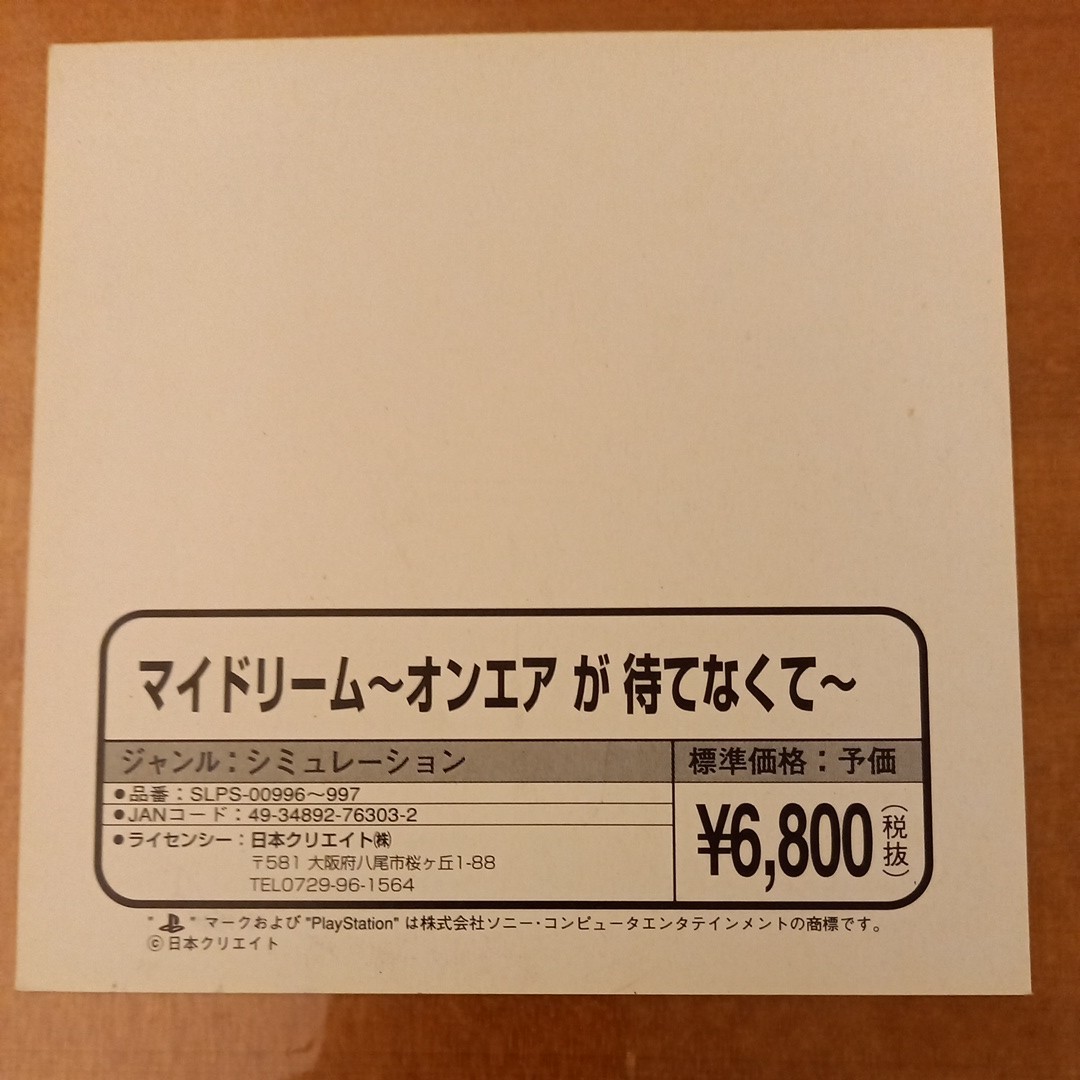 マイドリーム〜オンエア が 待てなくて〜
ジャンル：シミュレーション
標準価格：予価
●品番：SLPS-00996〜997
●JANコード：49-34892-76303-2
●ライセンシー：日本クリエイト㈱
〒581 大阪府八尾市桜ヶ丘1-88
TEL0729-96-1564
¥6,800（税抜）
" " マークおよび "PlayStation" は株式会社ソニー・コンピュータエンタテインメントの商標です。
©日本クリエイト